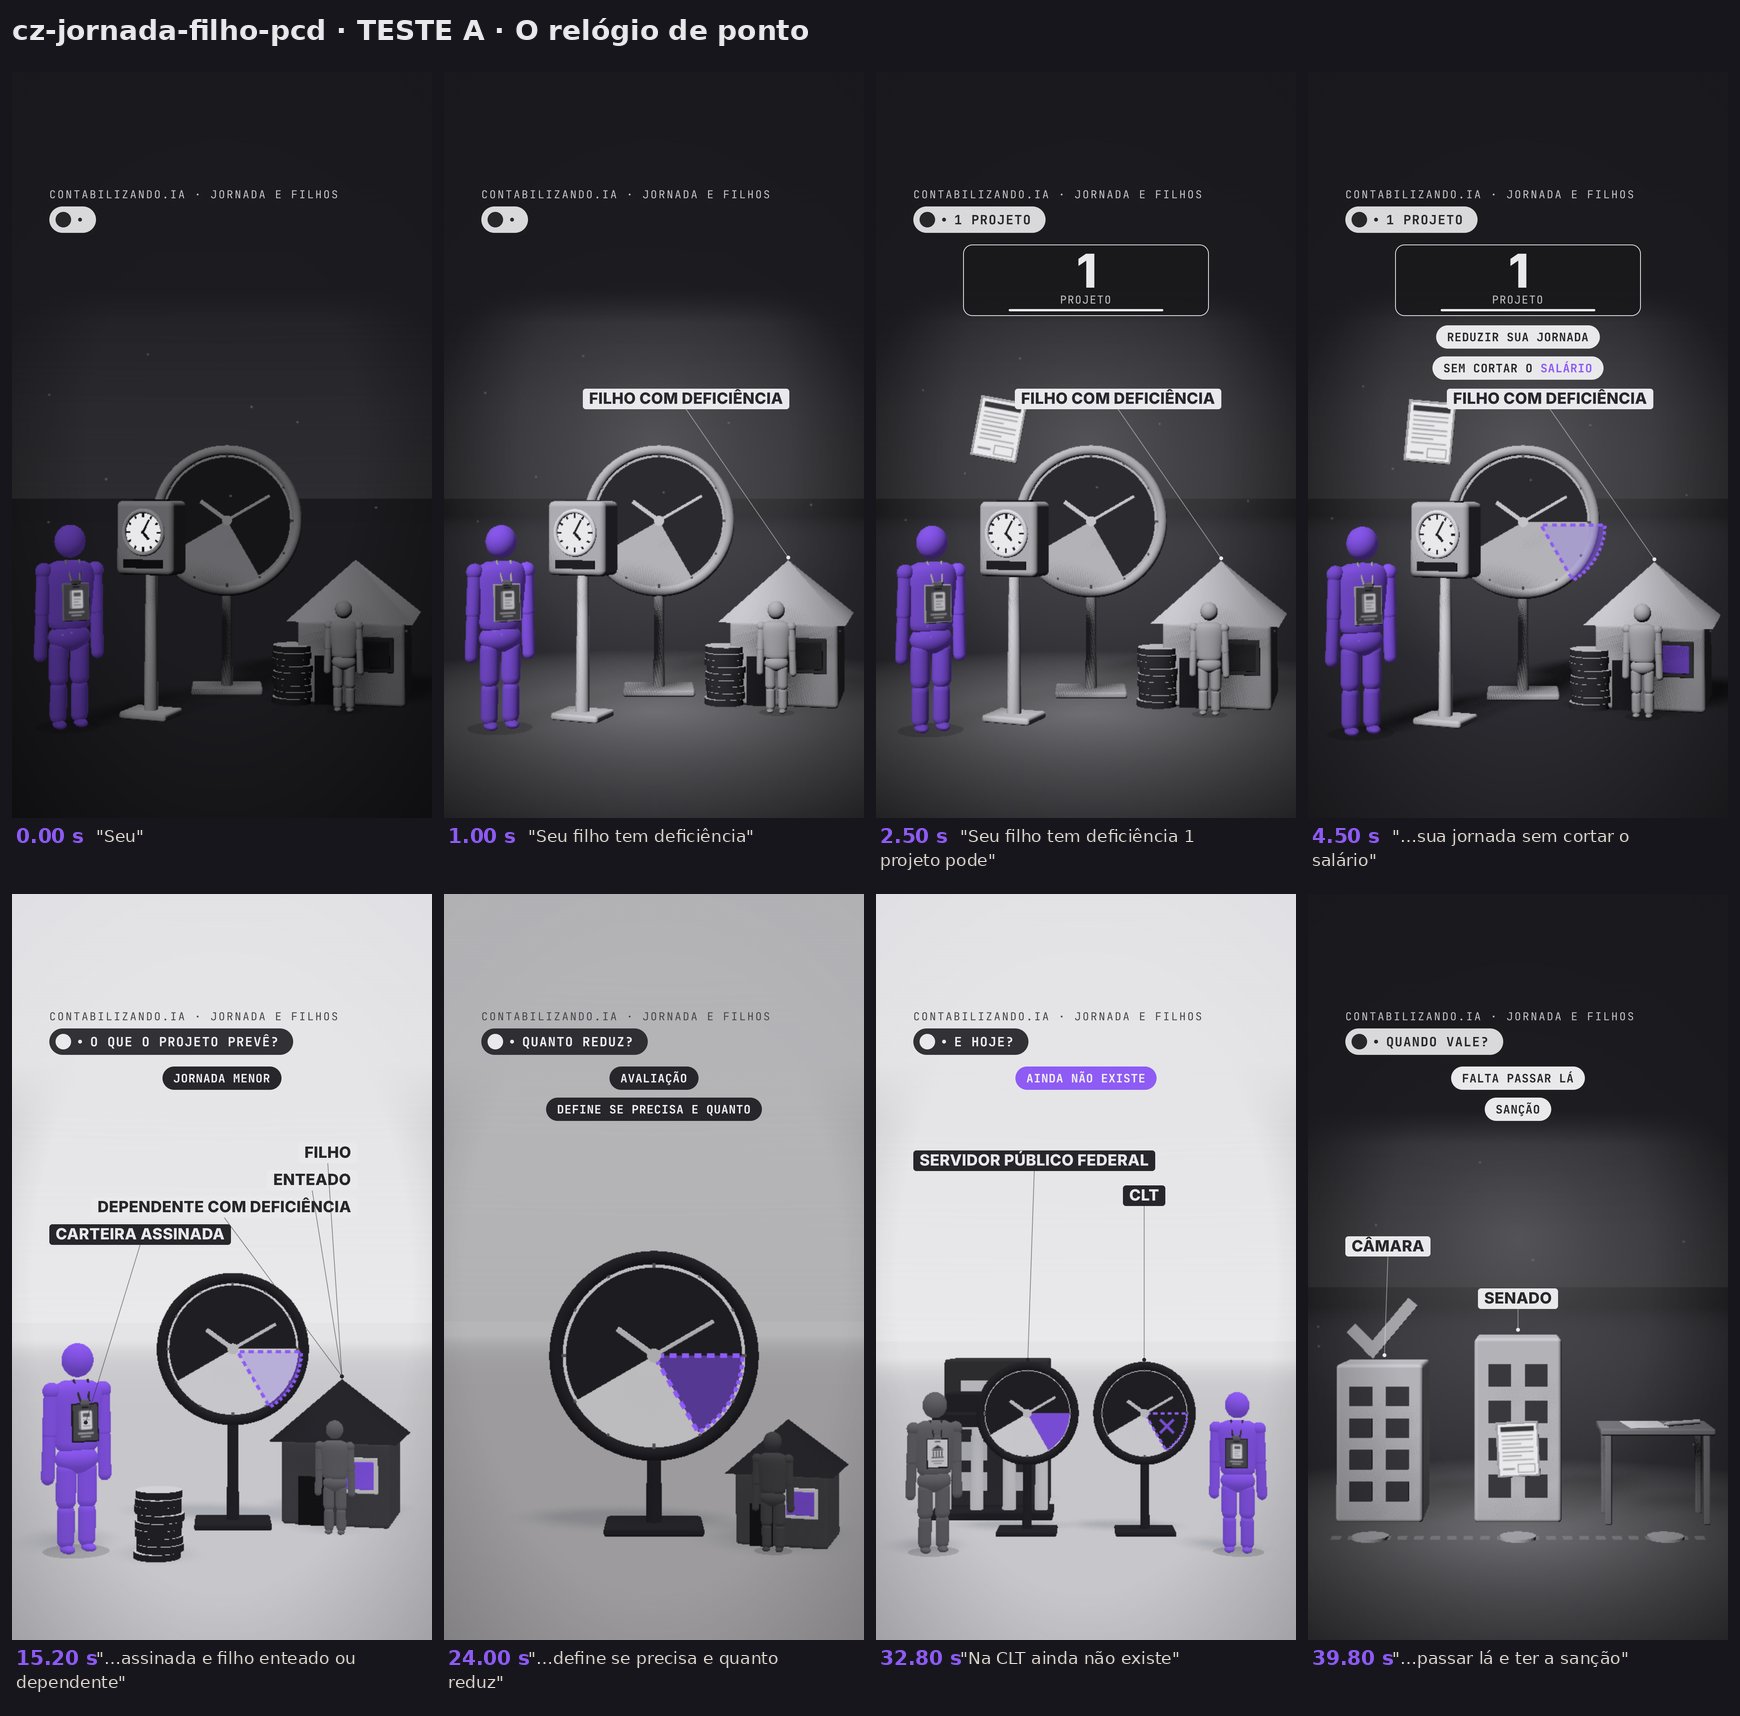 cz-jornada-filho-pcd · TESTE A · O relógio de ponto
CONTABILIZANDO.IA · JORNADA E FILHOS
0.00 s "Seu"
CONTABILIZANDO.IA · JORNADA E FILHOS
FILHO COM DEFICIÊNCIA
1.00 s "Seu filho tem deficiência"
CONTABILIZANDO.IA · JORNADA E FILHOS
• 1 PROJETO
1
PROJETO
FILHO COM DEFICIÊNCIA
2.50 s "Seu filho tem deficiência 1
projeto pode"
CONTABILIZANDO.IA · JORNADA E FILHOS
• 1 PROJETO
1
PROJETO
REDUZIR SUA JORNADA
SEM CORTAR O SALÁRIO
FILHO COM DEFICIÊNCIA
4.50 s "...sua jornada sem cortar o
salário"
CONTABILIZANDO.IA · JORNADA E FILHOS
• O QUE O PROJETO PREVÊ?
JORNADA MENOR
FILHO
ENTEADO
DEPENDENTE COM DEFICIÊNCIA
CARTEIRA ASSINADA
15.20 s "...assinada e filho enteado ou
dependente"
CONTABILIZANDO.IA · JORNADA E FILHOS
• QUANTO REDUZ?
AVALIAÇÃO
DEFINE SE PRECISA E QUANTO
24.00 s "...define se precisa e quanto
reduz"
CONTABILIZANDO.IA · JORNADA E FILHOS
• E HOJE?
AINDA NÃO EXISTE
SERVIDOR PÚBLICO FEDERAL
CLT
32.80 s "Na CLT ainda não existe"
CONTABILIZANDO.IA · JORNADA E FILHOS
• QUANDO VALE?
FALTA PASSAR LÁ
SANÇÃO
CÂMARA
SENADO
39.80 s "...passar lá e ter a sanção"